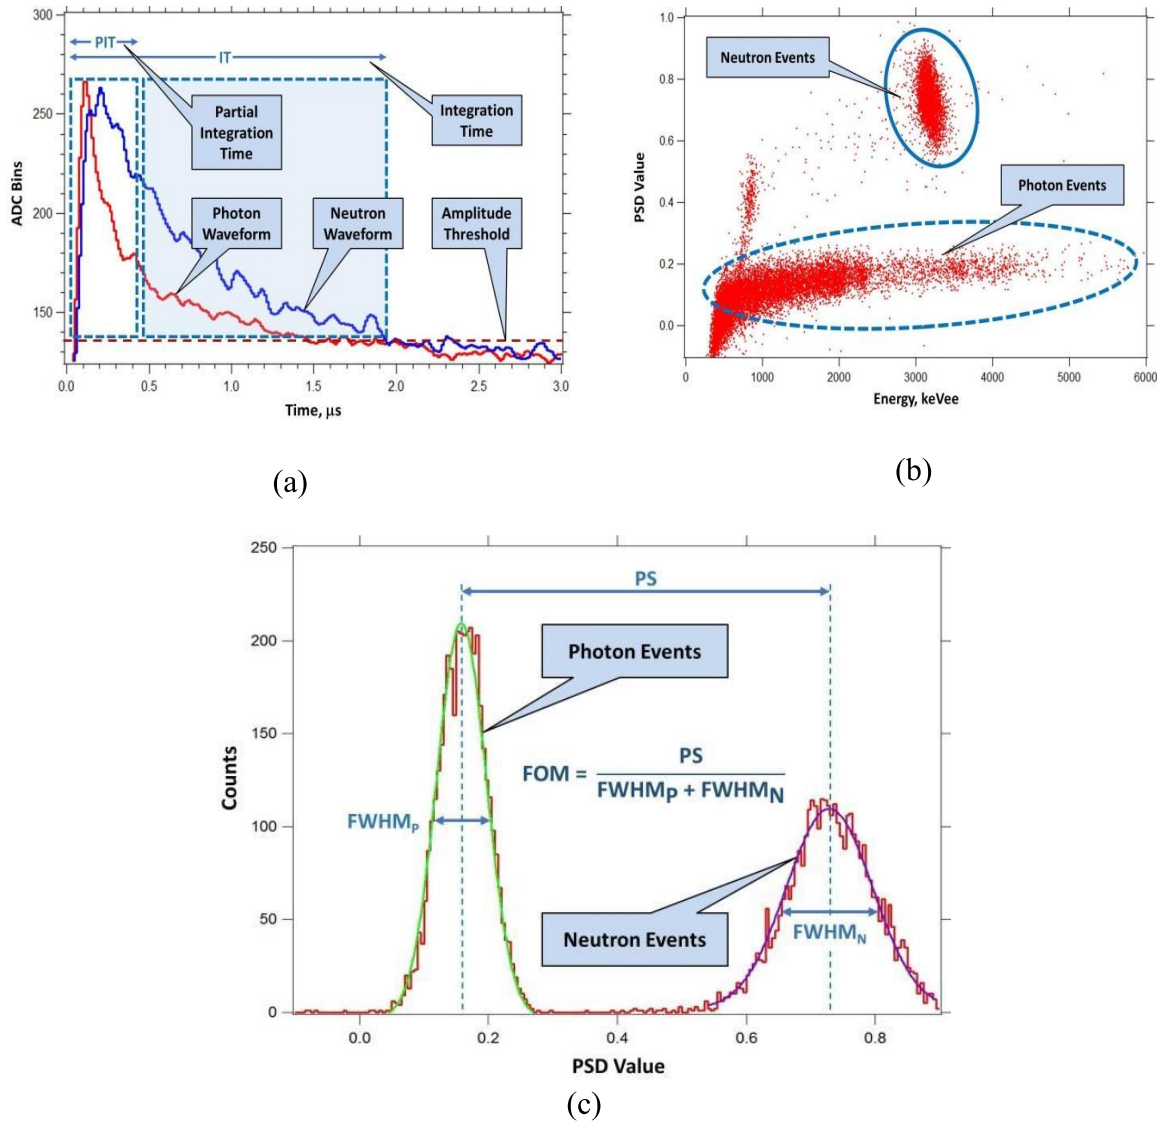 300
250
200
150
ADC Bins
PIT
IT
Partial
Integration
Time
Integration
Time
Photon
Waveform
Neutron
Waveform
Amplitude
Threshold
0.0 0.5 1.0 1.5 2.0 2.5 3.0
Time, μs
(a)
1.0
0.8
0.6
0.4
0.2
0.0
PSD Value
Neutron Events
Photon Events
0 1000 2000 3000 4000 5000 6000
Energy, keVee
(b)
250
200
150
100
50
0
Counts
PS
Photon Events
FOM = PS
FWHMP + FWHMN
FWHMP
Neutron Events
FWHMN
0.0 0.2 0.4 0.6 0.8
PSD Value
(c)